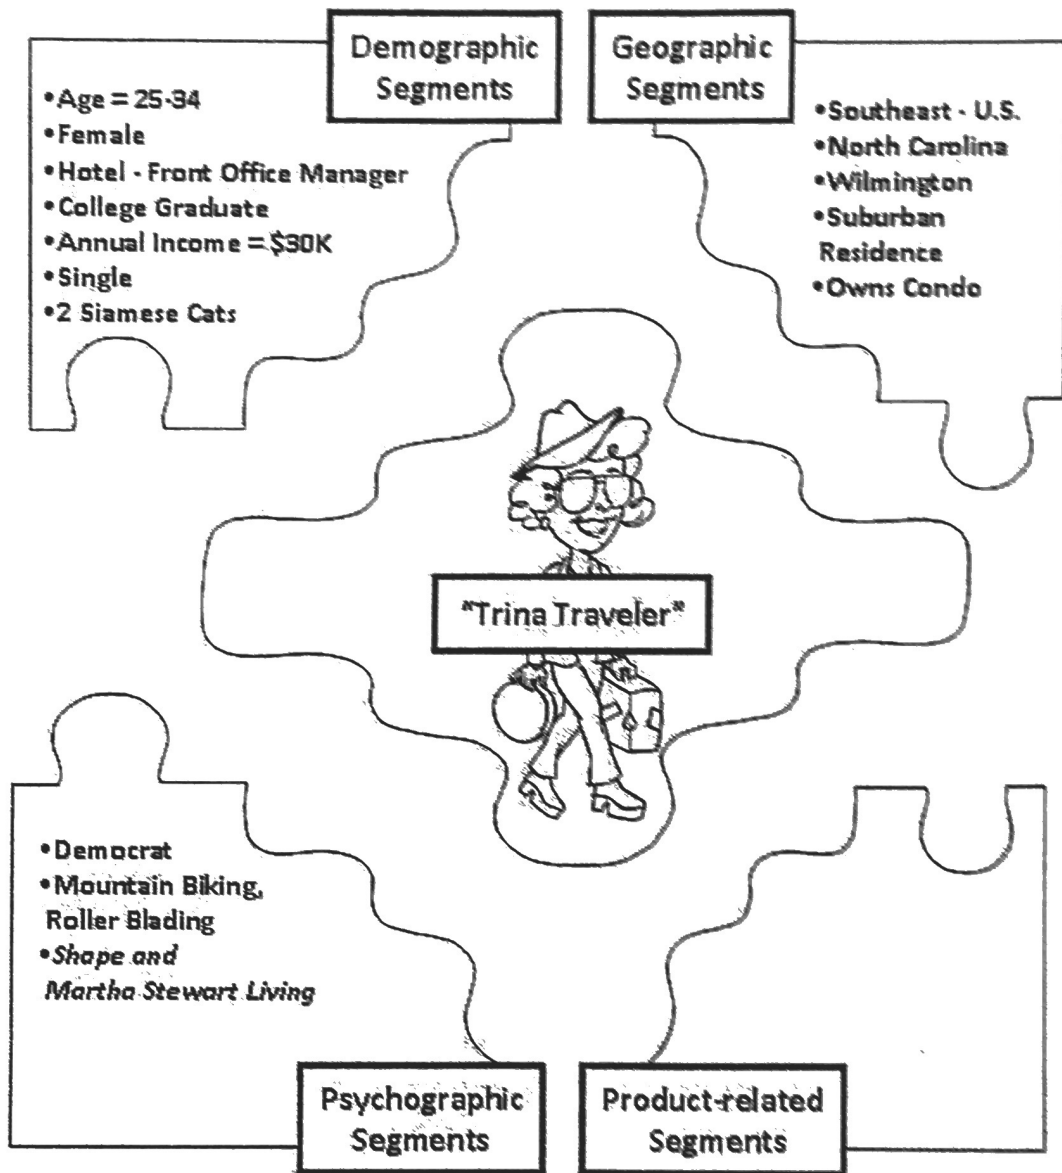 Demographic
Segments
•Age = 25-34
•Female
•Hotel - Front Office Manager
•College Graduate
•Annual Income = $30K
•Single
•2 Siamese Cats
Geographic
Segments
•Southeast - U.S.
•North Carolina
•Wilmington
•Suburban
Residence
•Owns Condo
"Trina Traveler"
•Democrat
•Mountain Biking,
Roller Blading
•Shape and
Martha Stewart Living
Psychographic
Segments
Product-related
Segments